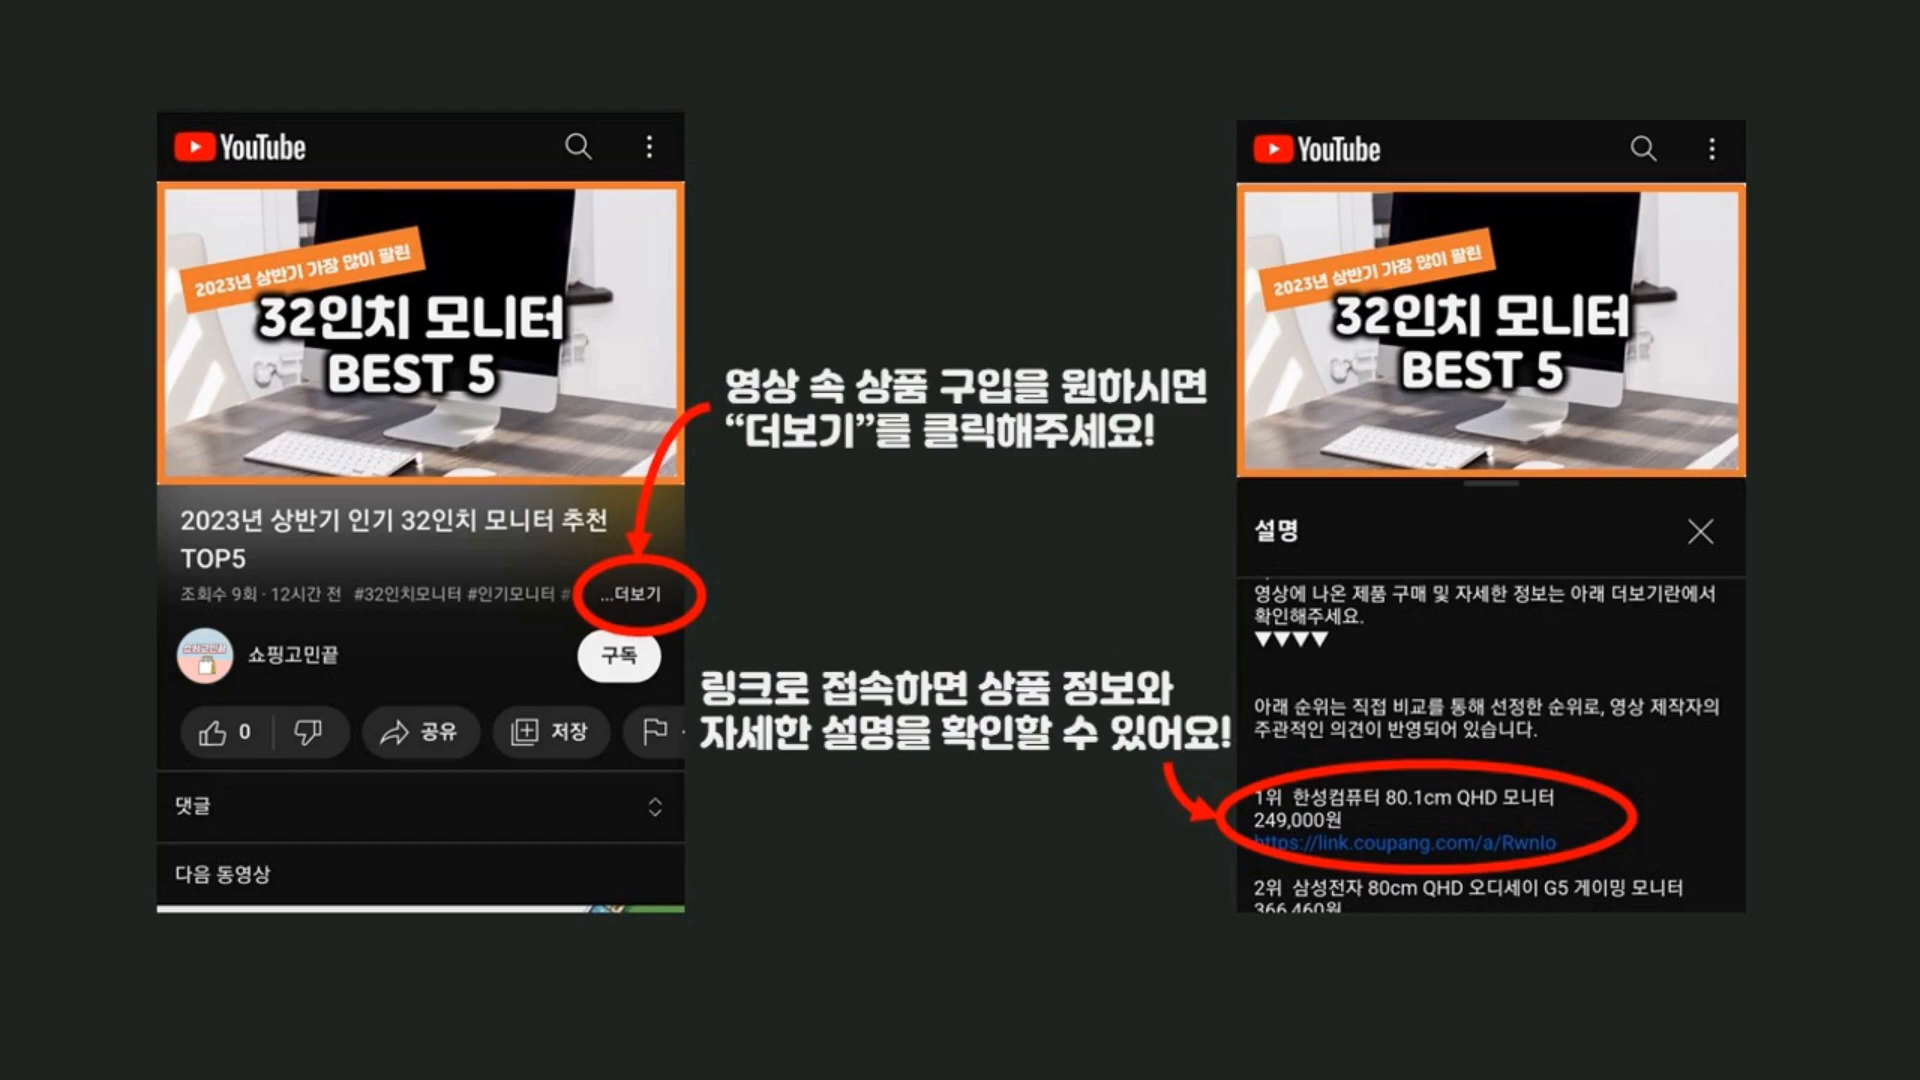 YouTube
2023년 상반기 가장 많이 팔린
32인치 모니터
BEST 5
2023년 상반기 인기 32인치 모니터 추천
TOP5
조회수 9회 · 12시간 전 #32인치모니터 #인기모니터 # ...더보기
쇼핑고민끝
쇼핑고민끝
구독
0
공유
저장
댓글
다음 동영상
영상 속 상품 구입을 원하시면
“더보기”를 클릭해주세요!
링크로 접속하면 상품 정보와
자세한 설명을 확인할 수 있어요!
YouTube
2023년 상반기 가장 많이 팔린
32인치 모니터
BEST 5
설명
영상에 나온 제품 구매 및 자세한 정보는 아래 더보기란에서
확인해주세요.
▼▼▼▼
아래 순위는 직접 비교를 통해 선정한 순위로, 영상 제작자의
주관적인 의견이 반영되어 있습니다.
1위 한성컴퓨터 80.1cm QHD 모니터
249,000원
https://link.coupang.com/a/RwnIo
2위 삼성전자 80cm QHD 오디세이 G5 게이밍 모니터
366,460원